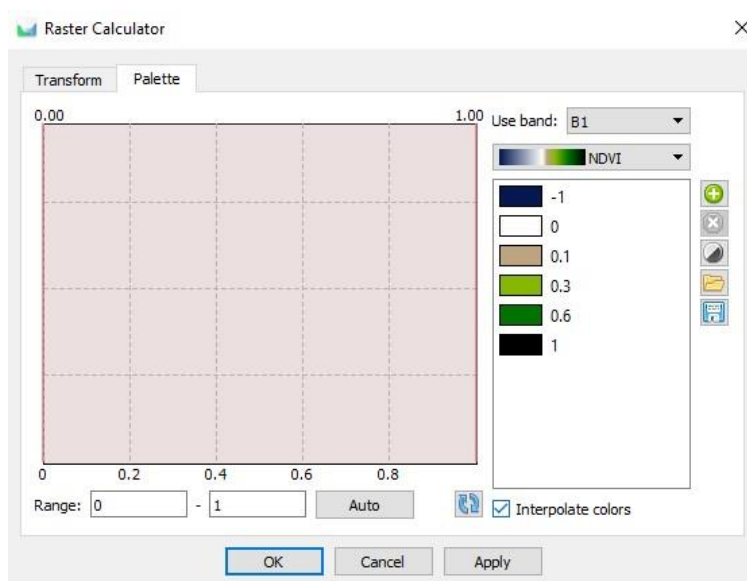 Raster Calculator
Transform Palette
0.00 1.00
0 0.2 0.4 0.6 0.8
Range: 0 - 1 Auto
Use band: B1
NDVI
-1
0
0.1
0.3
0.6
1
Interpolate colors
OK Cancel Apply